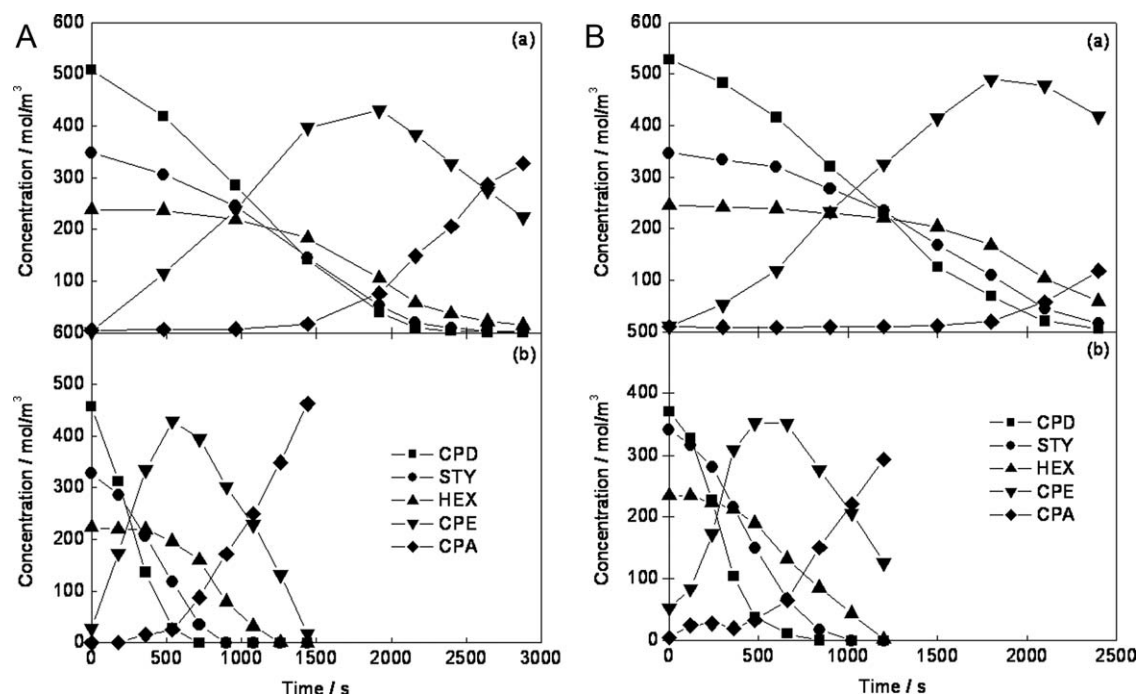 A
B
(a)
600
500
400
300
200
100
600
Concentration / mol/m³
(a)
600
500
400
300
200
100
500
Concentration / mol/m³
(b)
500
400
300
200
100
0
Concentration / mol/m³
CPD
STY
HEX
CPE
CPA
0 500 1000 1500 2000 2500 3000
Time / s
(b)
400
300
200
100
0
Concentration / mol/m³
CPD
STY
HEX
CPE
CPA
0 500 1000 1500 2000 2500
Time / s